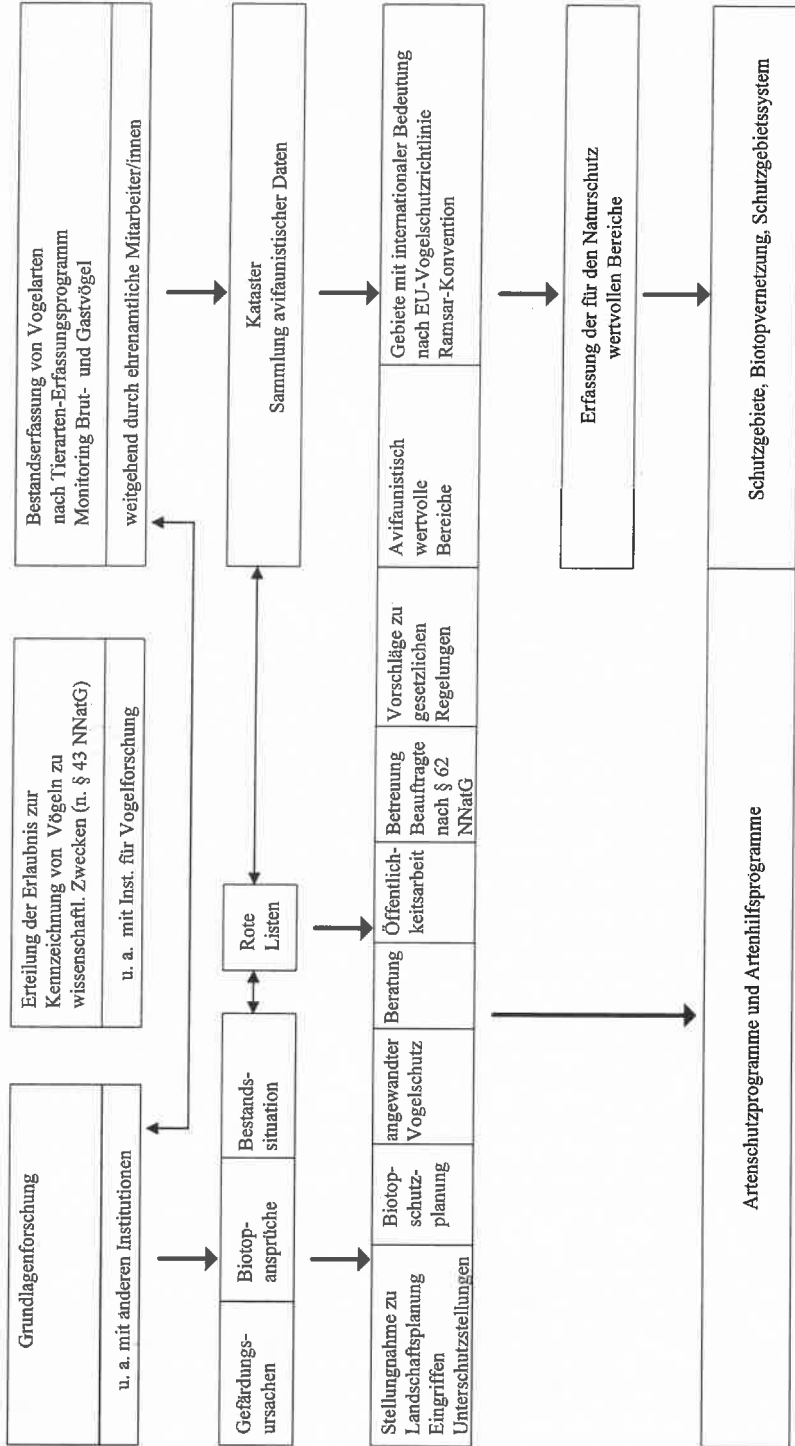 Grundlagenforschung
u. a. mit anderen Institutionen
Erteilung der Erlaubnis zur
Kennzeichnung von Vögeln zu
wissenschaftl. Zwecken (n. § 43 NNatG)
u. a. mit Inst. für Vogelforschung
Bestandserfassung von Vogelarten
nach Tierarten-Erfassungsprogramm
Monitoring Brut- und Gastvögel
weitgehend durch ehrenamtliche Mitarbeiter/innen
Gefärdungs-
ursachen
Biotop-
ansprüche
Bestands-
situation
Rote
Listen
Kataster
Sammlung avifaunistischer Daten
Stellungnahme zu
Landschaftsplanung
Eingriffen
Unterschutzstellungen
Biotop-
schutz-
planung
angewandter
Vogelschutz
Beratung
Öffentlich-
keitsarbeit
Betreuung
Beauftragte
nach § 62
NNatG
Vorschläge zu
gesetzlichen
Regelungen
Avifaunistisch
wertvolle
Bereiche
Gebiete mit internationaler Bedeutung
nach EU-Vogelschutzrichtlinie
Ramsar-Konvention
Erfassung der für den Naturschutz
wertvollen Bereiche
Artenschutzprogramme und Artenhilfsprogramme
Schutzgebiete, Biotopvernetzung, Schutzgebietssystem